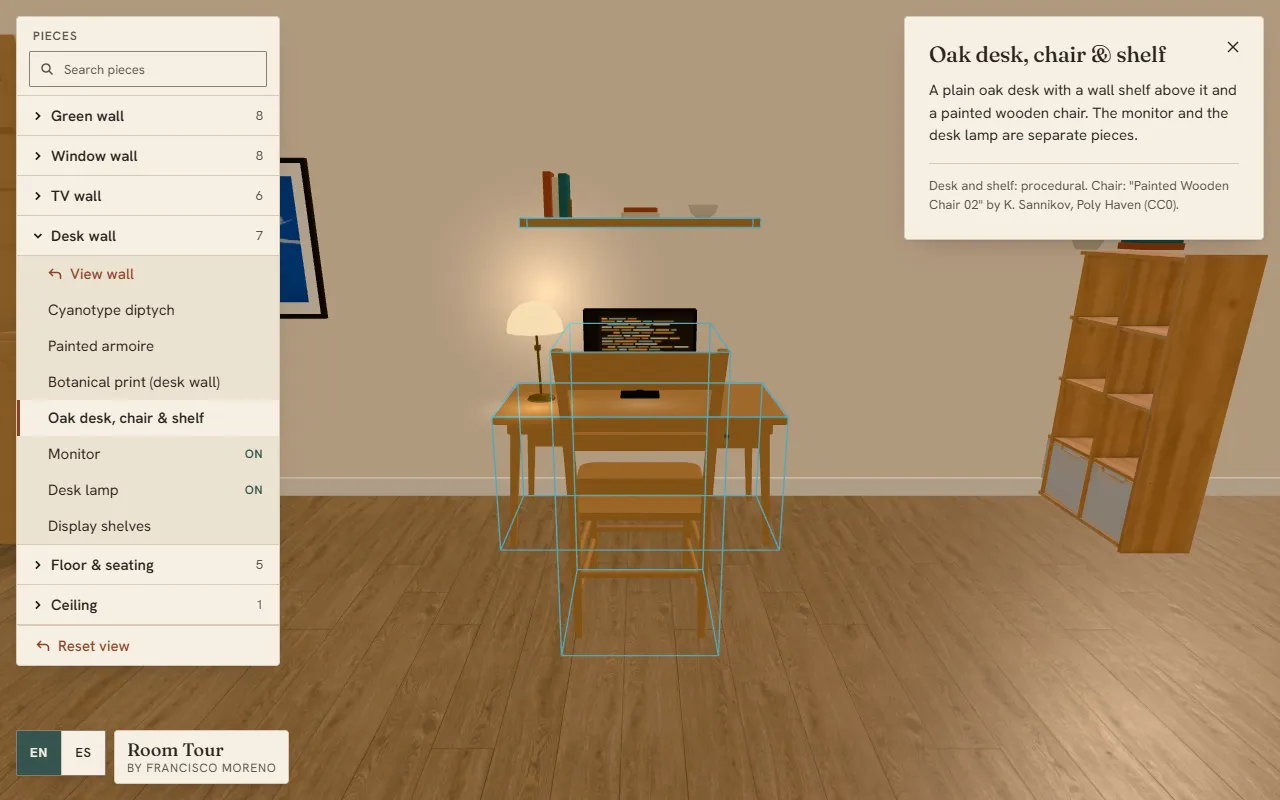 PIECES
Search pieces
Green wall 8
Window wall 8
TV wall 6
Desk wall 7
View wall
Cyanotype diptych
Painted armoire
Botanical print (desk wall)
Oak desk, chair & shelf
Monitor ON
Desk lamp ON
Display shelves
Floor & seating 5
Ceiling 1
Reset view
EN ES
Room Tour
BY FRANCISCO MORENO
Oak desk, chair & shelf
A plain oak desk with a wall shelf above it and
a painted wooden chair. The monitor and the
desk lamp are separate pieces.
Desk and shelf: procedural. Chair: "Painted Wooden
Chair 02" by K. Sannikov, Poly Haven (CC0).